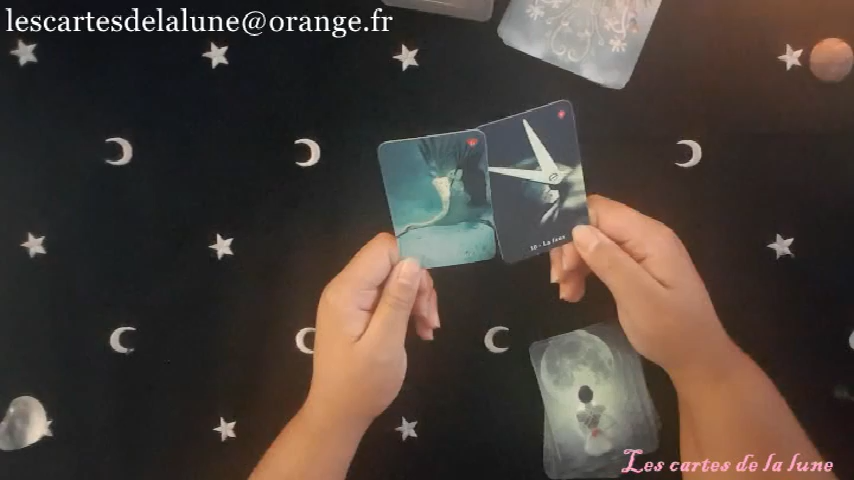 lescartesdelalune@orange.fr
10 - La faux
Les cartes de la lune